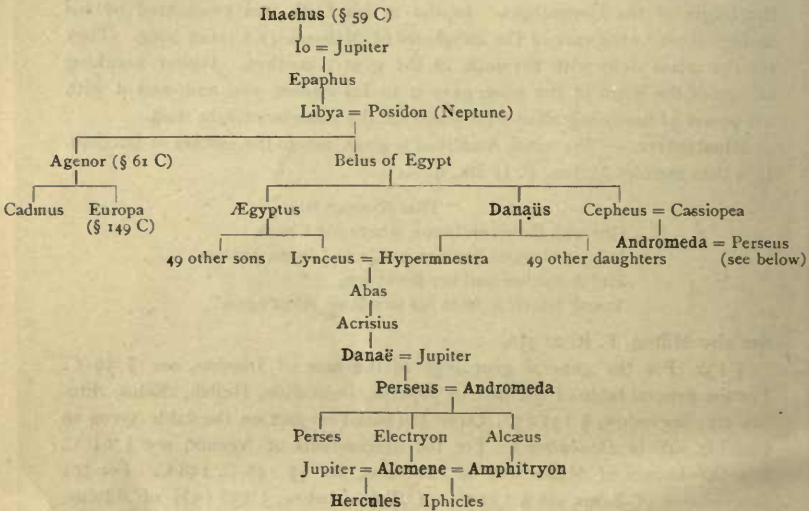 Inachus (§ 59 C)
Io = Jupiter
Epaphus
Libya = Posidon (Neptune)
Agenor (§ 61 C) Belus of Egypt
Cadmus Europa Ægyptus Danaüs Cepheus = Cassiopea
(§ 149 C) Andromeda = Perseus
49 other sons Lynceus = Hypermnestra 49 other daughters (see below)
Abas
Acrisius
Danaë = Jupiter
Perseus = Andromeda
Perses Electryon Alcæus
Jupiter = Alcmene = Amphitryon
Hercules Iphicles